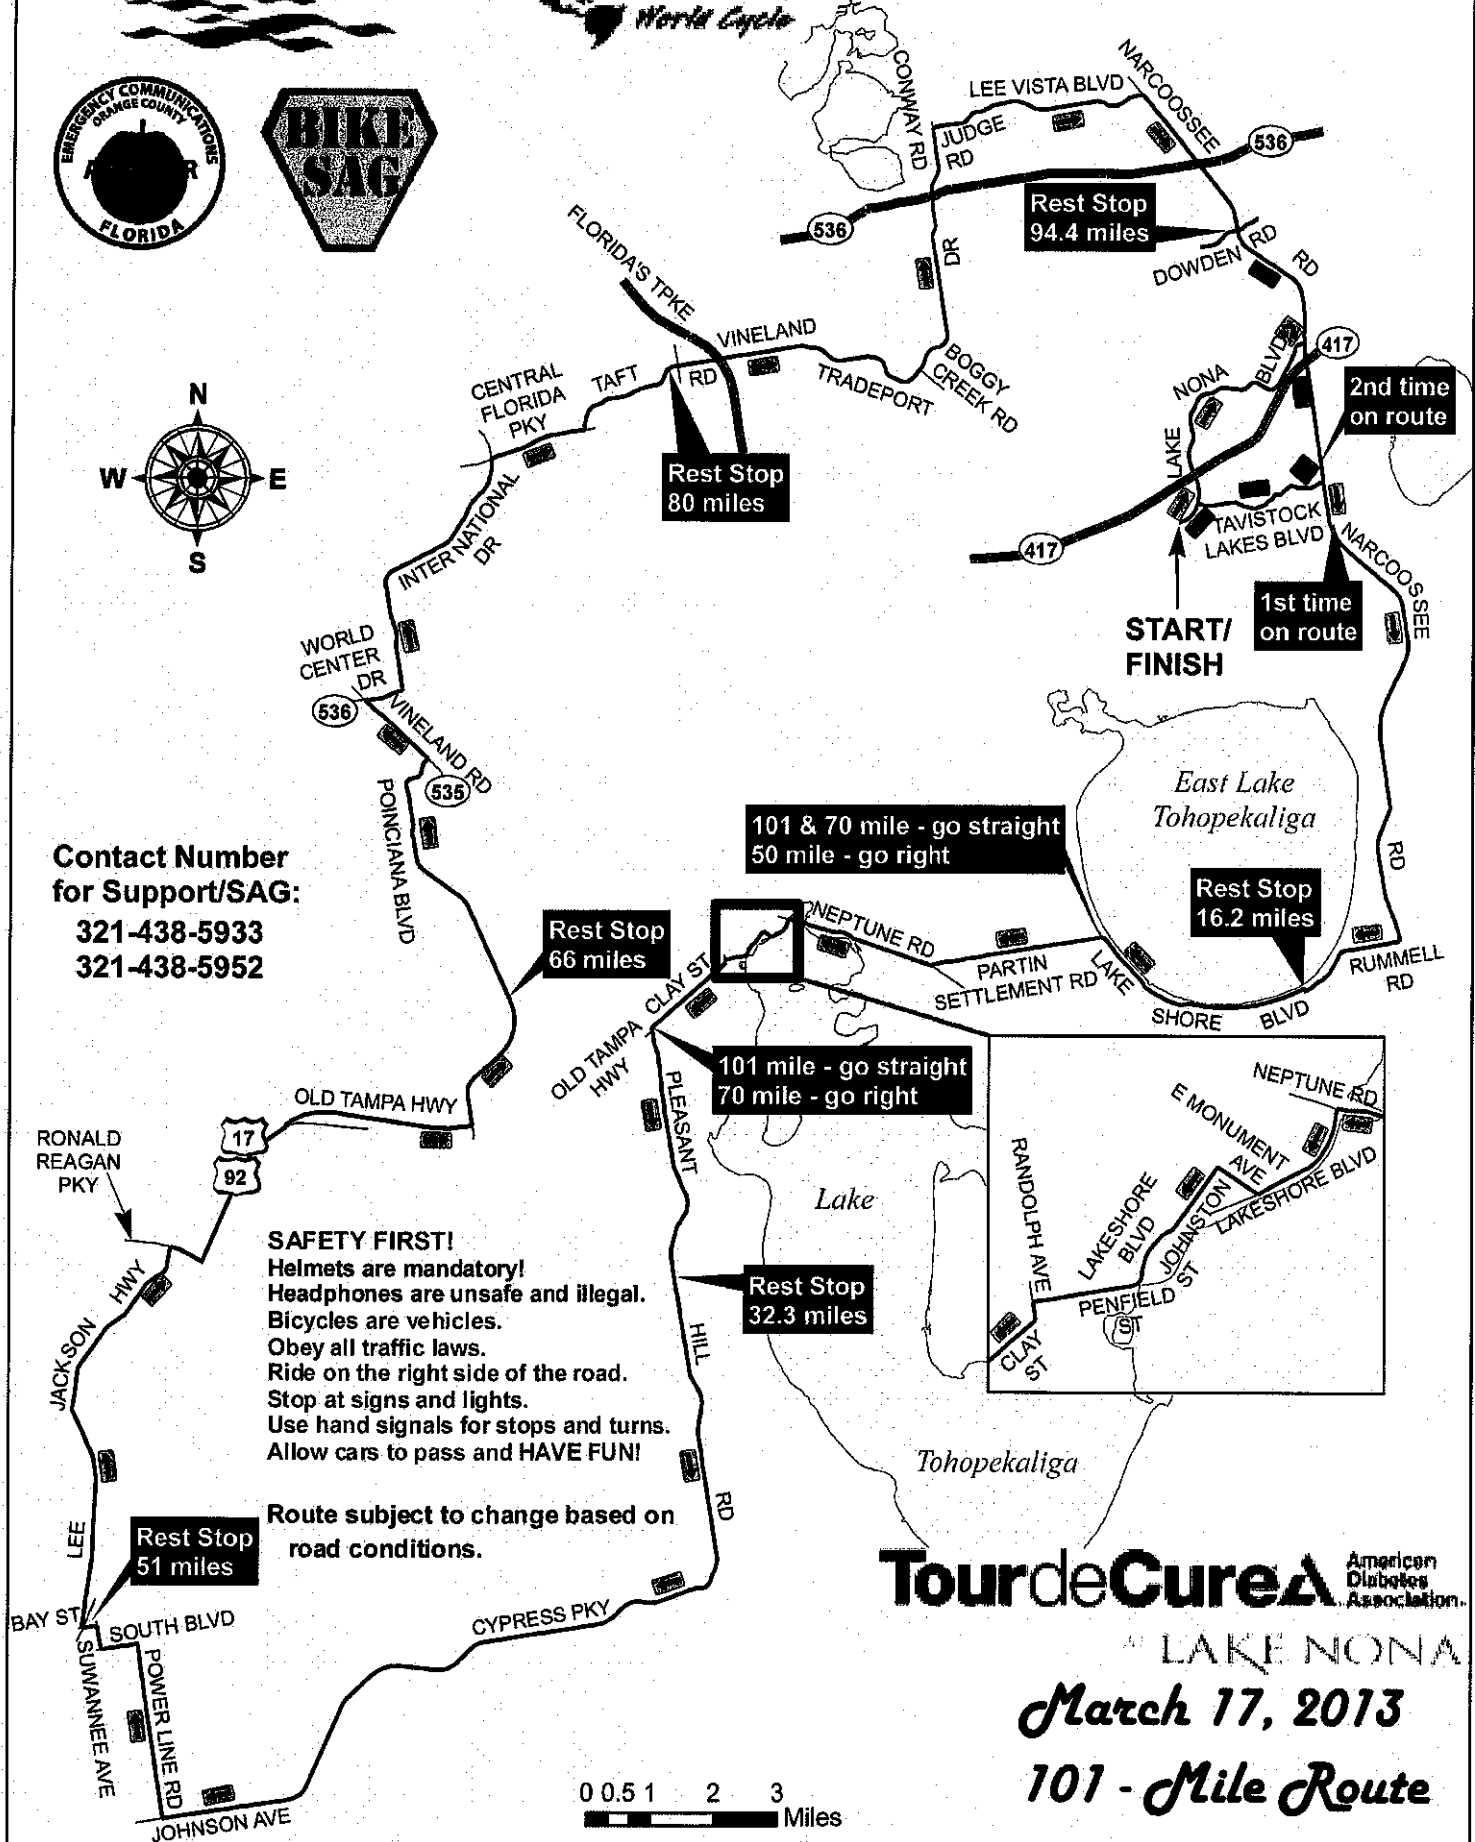 World Cycle
EMERGENCY COMMUNICATIONS
ORANGE COUNTY
FLORIDA
BIKE
SAG
CONWAY RD
LEE VISTA BLVD
NARCOOSSEE
JUDGE
RD
536
536
Rest Stop
94.4 miles
DOWDEN RD
RD
DR
FLORIDA'S TPKE
VINELAND
RD
TAFT
TRADEPORT
BOGGY
CREEK RD
CENTRAL
FLORIDA
PKY
NONA
BLVD
LAKE
417
2nd time
on route
Rest Stop
80 miles
N
W
E
S
INTERNATIONAL
DR
417
TAVISTOCK
LAKES BLVD
NARCOOSSEE
1st time
on route
START/
FINISH
WORLD
CENTER
DR
536
VINELAND RD
535
POINCIANA BLVD
East Lake
Tohopekaliga
RD
101 & 70 mile - go straight
50 mile - go right
Contact Number
for Support/SAG:
321-438-5933
321-438-5952
Rest Stop
16.2 miles
Rest Stop
66 miles
NEPTUNE RD
CLAY ST
PARTIN
SETTLEMENT RD
LAKE
SHORE
BLVD
RUMMELL
RD
OLD TAMPA
HWY
101 mile - go straight
70 mile - go right
PLEASANT
OLD TAMPA HWY
17
92
RONALD
REAGAN
PKY
NEPTUNE RD
E MONUMENT
AVE
LAKESHORE BLVD
RANDOLPH AVE
LAKESHORE
BLVD
JOHNSTON
ST
PENFIELD
ST
CLAY
ST
Lake
SAFETY FIRST!
Helmets are mandatory!
Headphones are unsafe and illegal.
Bicycles are vehicles.
Obey all traffic laws.
Ride on the right side of the road.
Stop at signs and lights.
Use hand signals for stops and turns.
Allow cars to pass and HAVE FUN!
Rest Stop
32.3 miles
HILL
HWY
JACKSON
Tohopekaliga
RD
Route subject to change based on
road conditions.
LEE
Rest Stop
51 miles
TourdeCure
American
Diabetes
Association.
BAY ST
SOUTH BLVD
CYPRESS PKY
SUWANNEE AVE
POWER LINE RD
AT LAKE NONA
March 17, 2013
101 - Mile Route
JOHNSON AVE
0 0.5 1 2 3
Miles